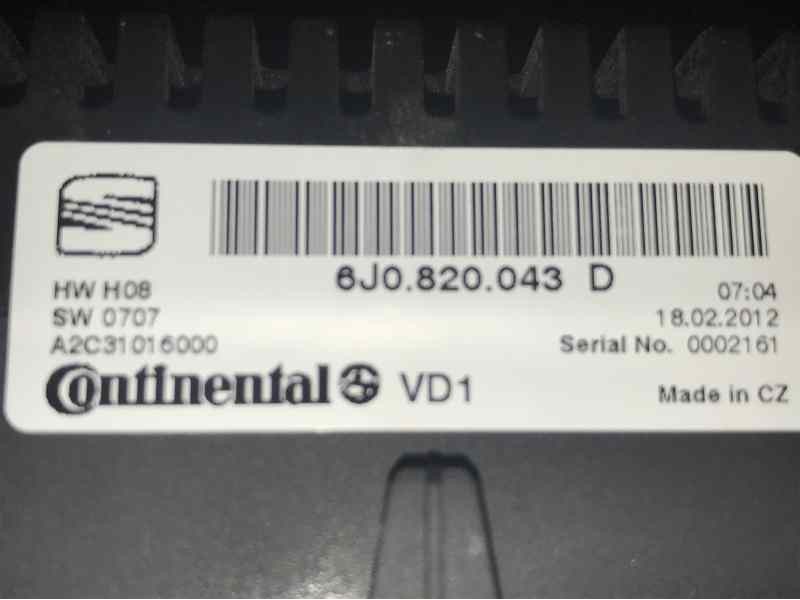 6J0.820.043 D
HW H08
07:04
SW 0707
18.02.2012
A2C31016000
Serial No. 0002161
Continental VD1
Made in CZ